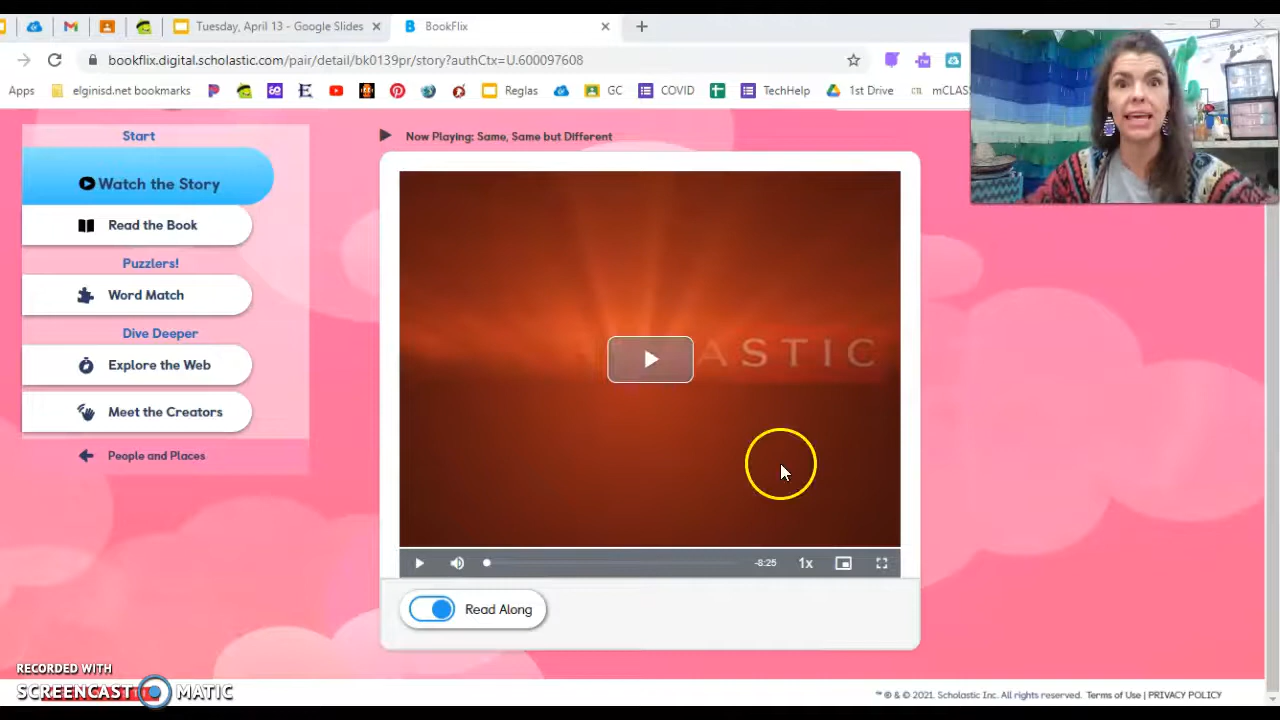 Tuesday, April 13 - Google Slides
BookFlix
bookflix.digital.scholastic.com/pair/detail/bk0139pr/story?authCtx=U.600097608
Apps
elginisd.net bookmarks
Reglas
GC
COVID
TechHelp
1st Drive
mCLASS
Start
Now Playing: Same, Same but Different
Watch the Story
Read the Book
Puzzlers!
Word Match
Dive Deeper
Explore the Web
Meet the Creators
People and Places
ASTIC
-8:25
1x
Read Along
RECORDED WITH
SCREENCAST MATIC
™ ® & © 2021. Scholastic Inc. All rights reserved. Terms of Use | PRIVACY POLICY